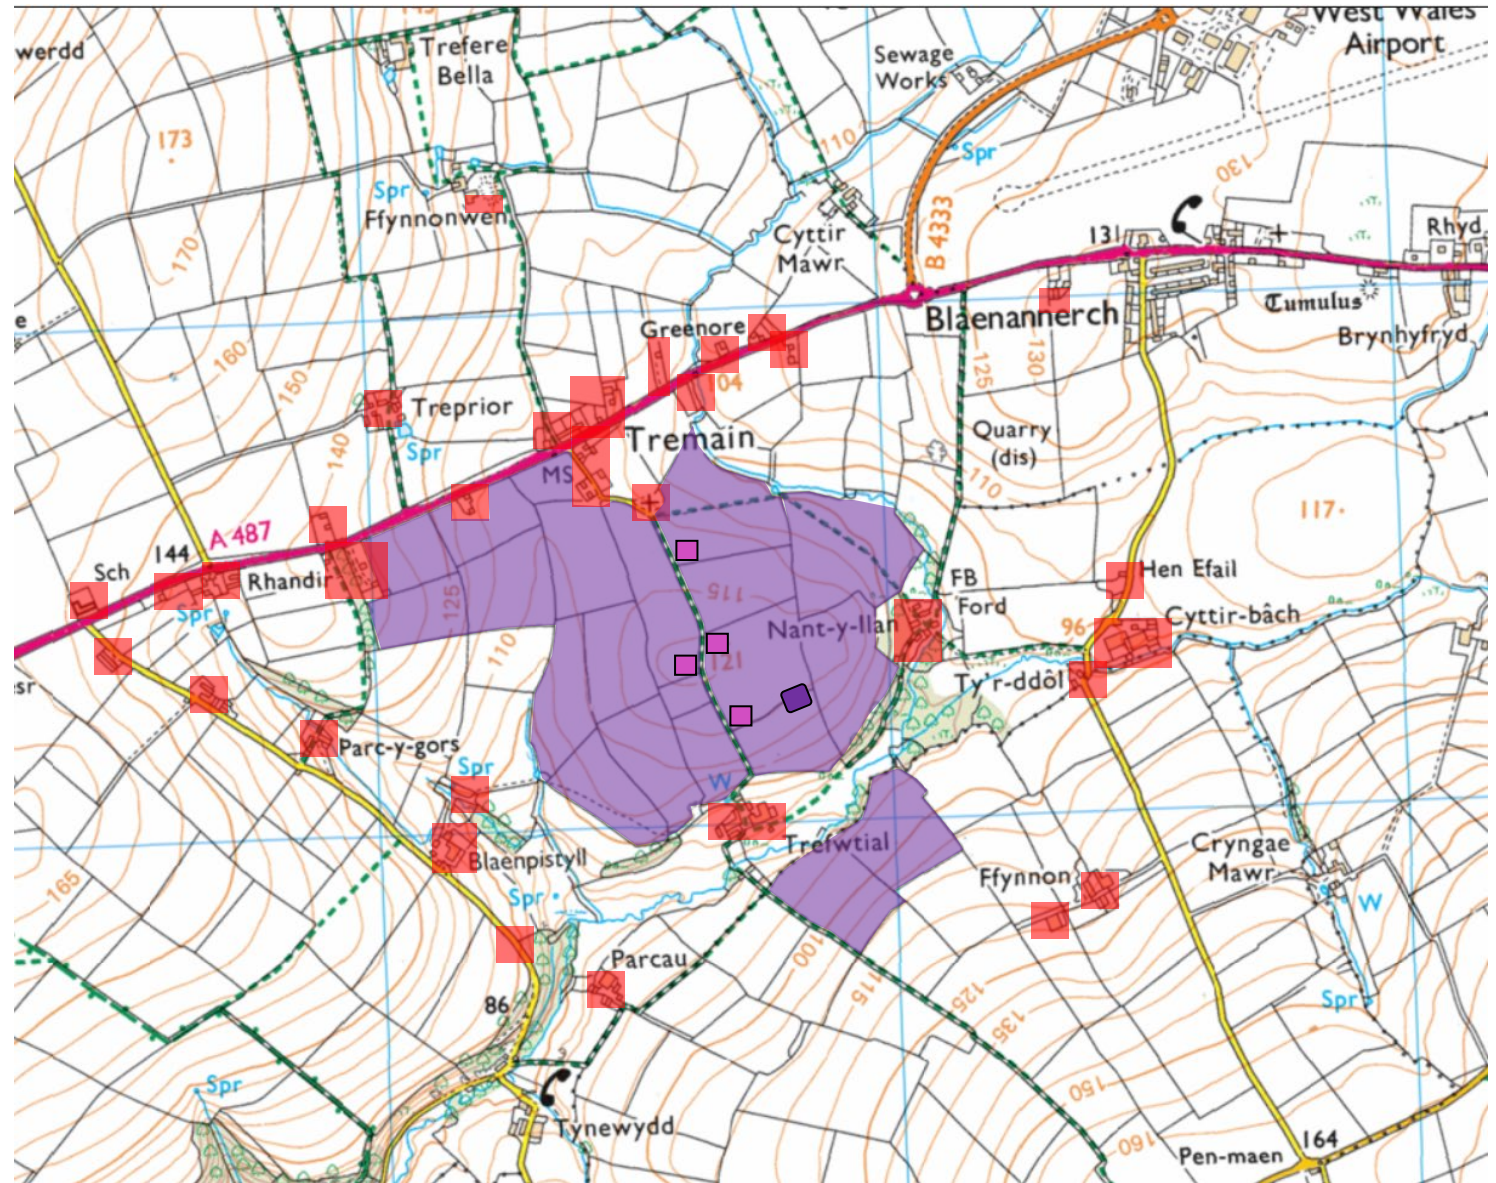 145
West Wales
Airport
werdd
Trefere
Bella
Sewage
Works
173
110
Spr
130
Spr
Ffynnonwen
170
Cyttir
Mawr
B 4333
131
Rhyd
Tumulus
Blaenannerch
Brynhyfryd
e
Greenore
160
150
104
125
130
Treprior
Tremain
Quarry
(dis)
140
Spr
MS
110
117
A 487
144
Sch
Rhandir
FB
Ford
Hen Efail
Spr
125
115
Nant-y-llan
96
Cyttir-bâch
110
121
Ty'r-ddôl
esr
Parc-y-gors
Spr
W
Trefwtial
Blaenpistyll
Cryngae
Mawr
Ffynnon
165
Spr
W
Parcau
100
115
125
135
86
Spr
Spr
150
Tynewydd
160
Pen-maen
164